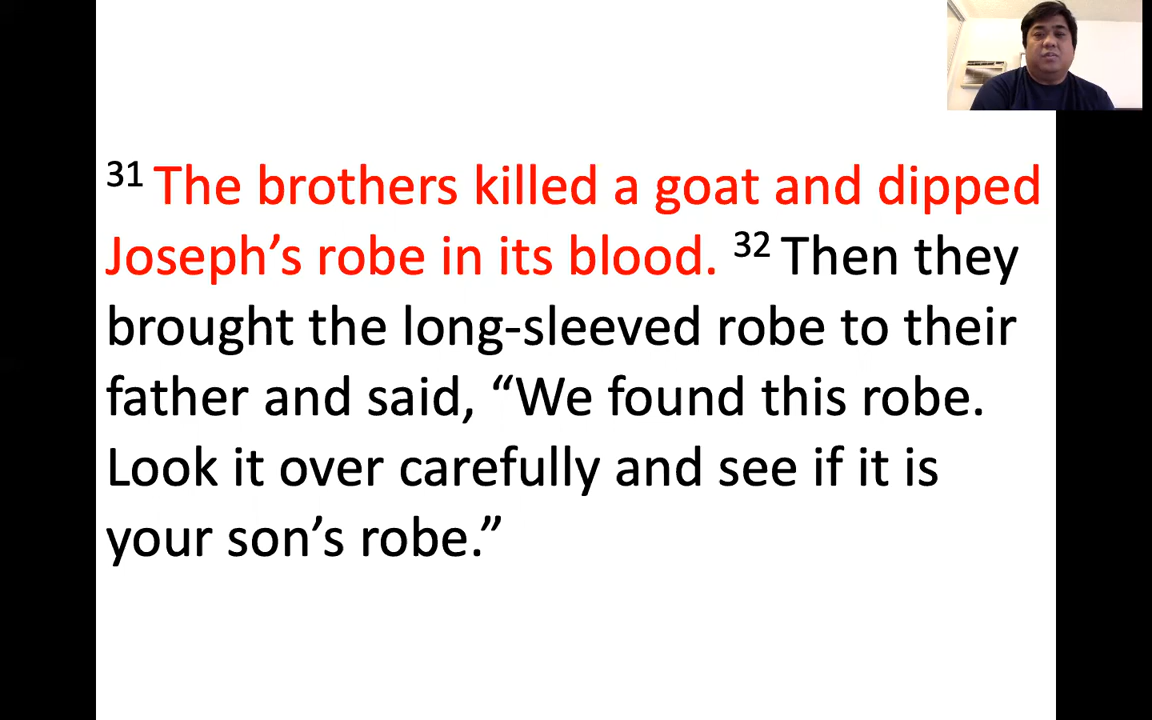 31 The brothers killed a goat and dipped
Joseph’s robe in its blood. 32 Then they
brought the long-sleeved robe to their
father and said, “We found this robe.
Look it over carefully and see if it is
your son’s robe.”